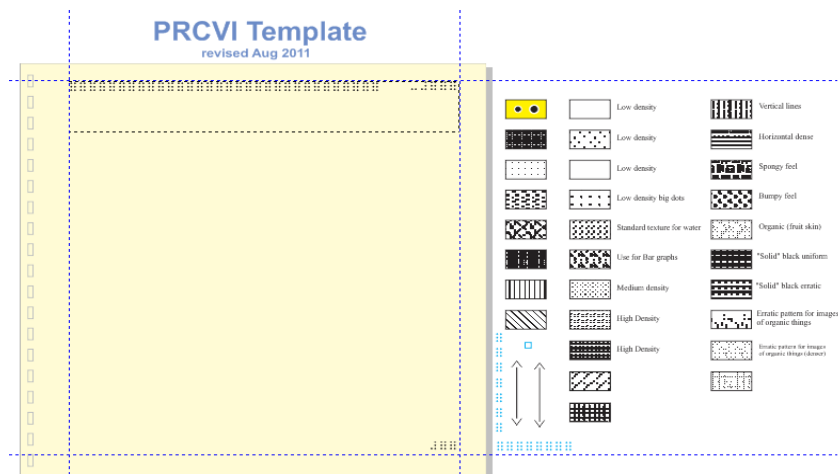 PRCVI Template
revised Aug 2011
Low density
Low density
Low density
Low density big dots
Standard texture for water
Use for Bar graphs
Medium density
High Density
High Density
Vertical lines
Horizontal dense
Spongy feel
Bumpy feel
Organic (fruit skin)
"Solid" black uniform
"Solid" black erratic
Erratic pattern for images
of organic things
Erratic pattern for images
of organic things (denser)